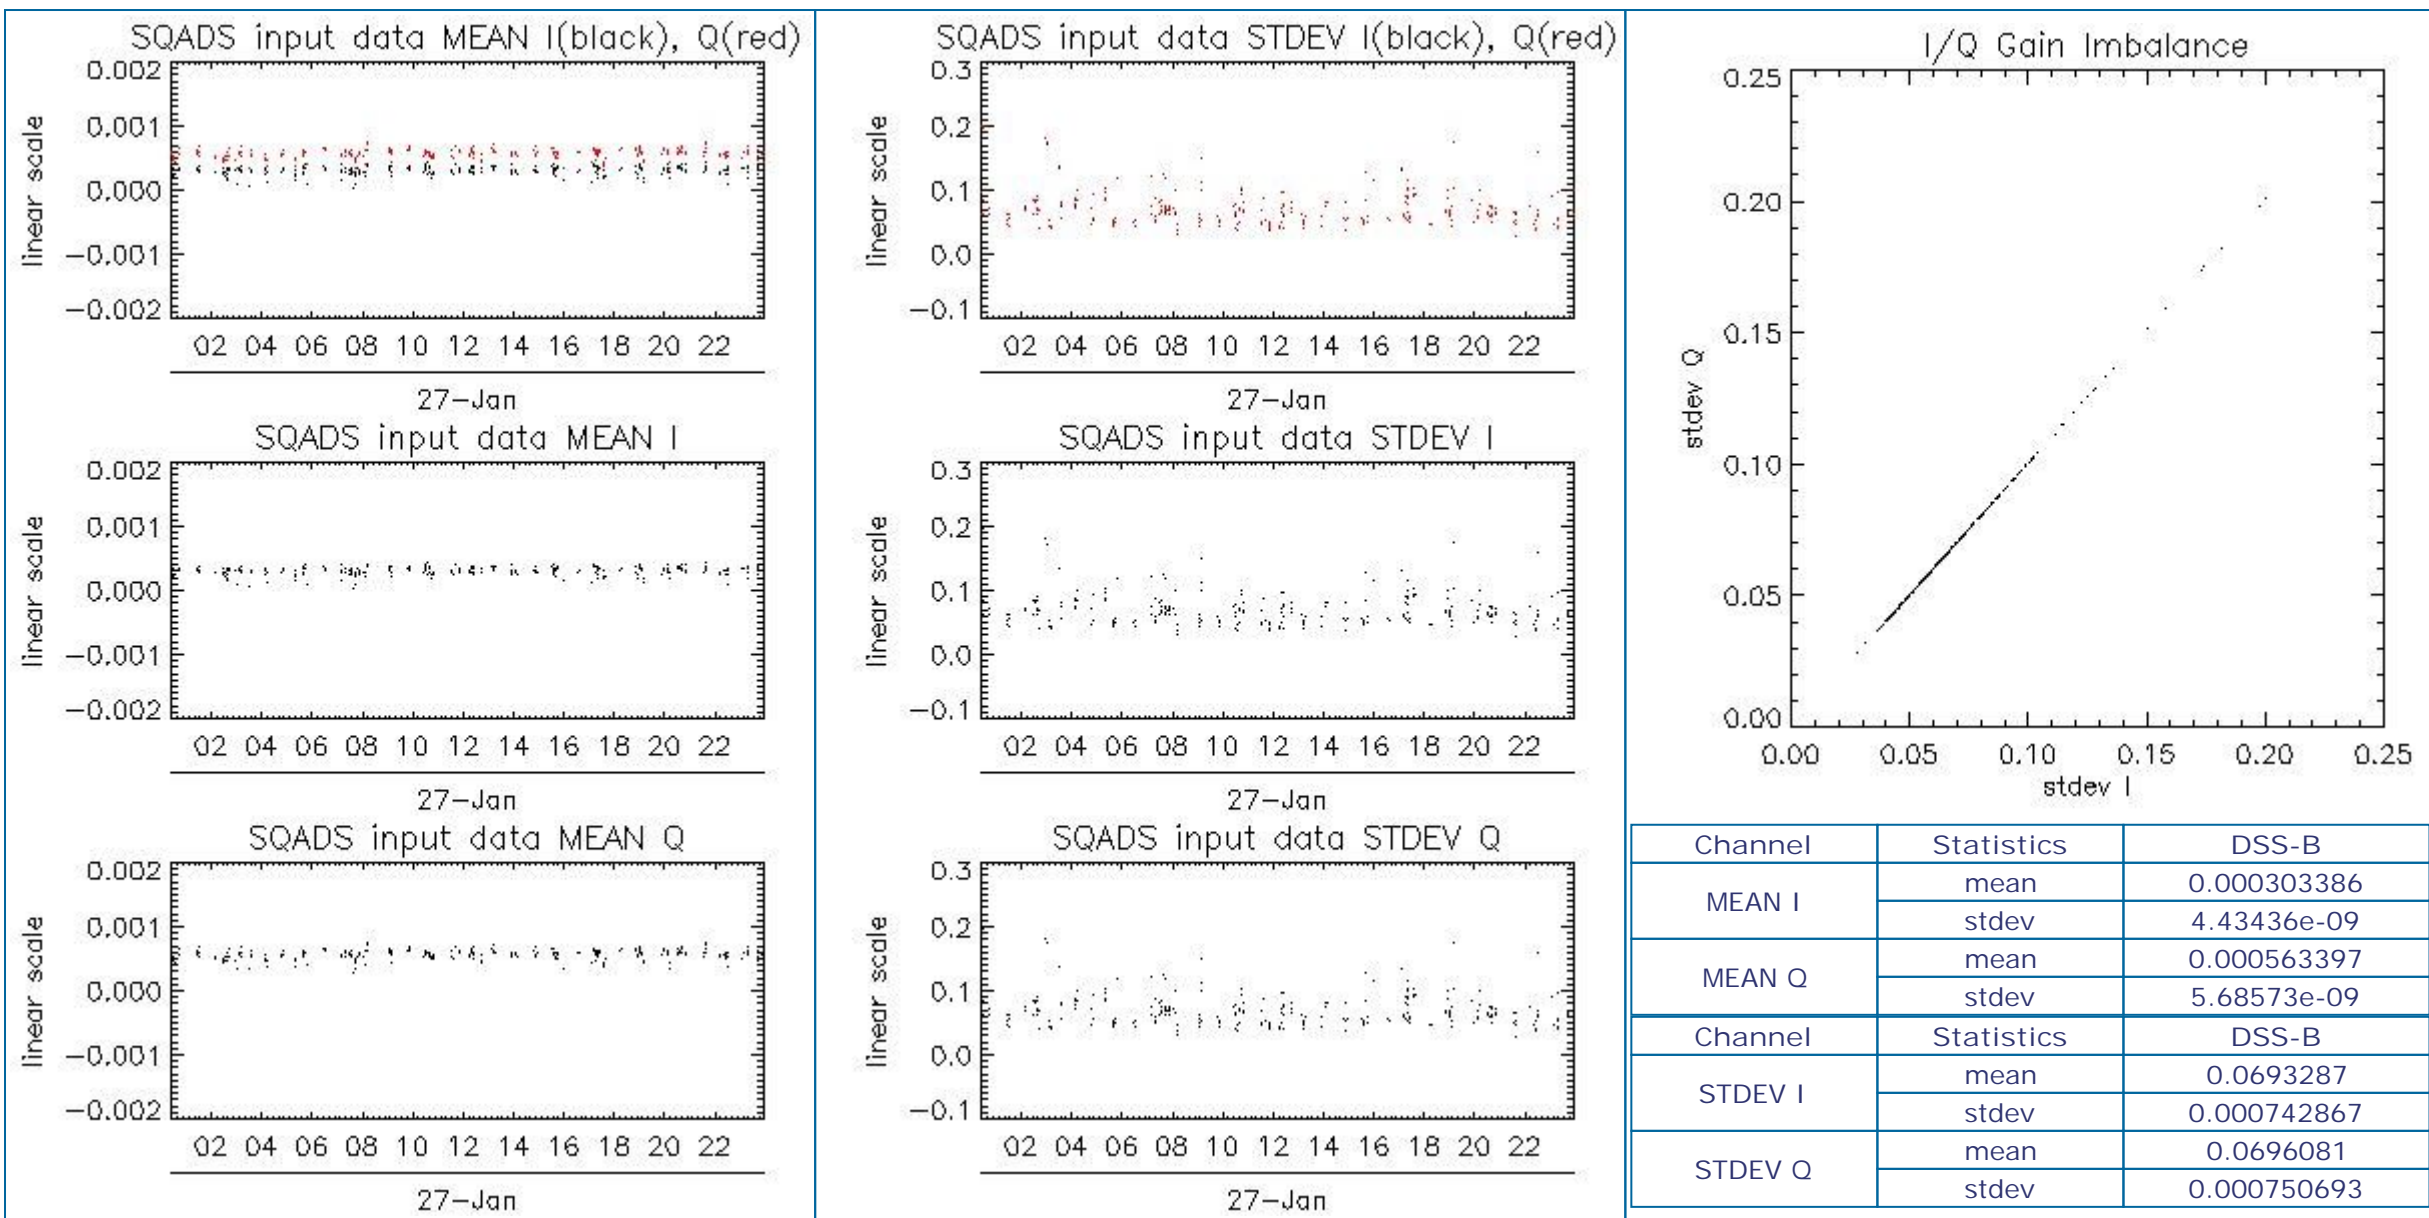 SQADS input data MEAN I(black), Q(red)
linear scale
0.002
0.001
0.000
−0.001
−0.002
02 04 06 08 10 12 14 16 18 20 22
27−Jan
SQADS input data MEAN I
linear scale
0.002
0.001
0.000
−0.001
−0.002
02 04 06 08 10 12 14 16 18 20 22
27−Jan
SQADS input data MEAN Q
linear scale
0.002
0.001
0.000
−0.001
−0.002
02 04 06 08 10 12 14 16 18 20 22
27−Jan
SQADS input data STDEV I(black), Q(red)
linear scale
0.3
0.2
0.1
0.0
−0.1
02 04 06 08 10 12 14 16 18 20 22
27−Jan
SQADS input data STDEV I
linear scale
0.3
0.2
0.1
0.0
−0.1
02 04 06 08 10 12 14 16 18 20 22
27−Jan
SQADS input data STDEV Q
linear scale
0.3
0.2
0.1
0.0
−0.1
02 04 06 08 10 12 14 16 18 20 22
27−Jan
I/Q Gain Imbalance
stdev Q
0.25
0.20
0.15
0.10
0.05
0.00
0.00 0.05 0.10 0.15 0.20 0.25
stdev I
Channel Statistics DSS-B
MEAN I mean 0.000303386
stdev 4.43436e-09
MEAN Q mean 0.000563397
stdev 5.68573e-09
Channel Statistics DSS-B
STDEV I mean 0.0693287
stdev 0.000742867
STDEV Q mean 0.0696081
stdev 0.000750693